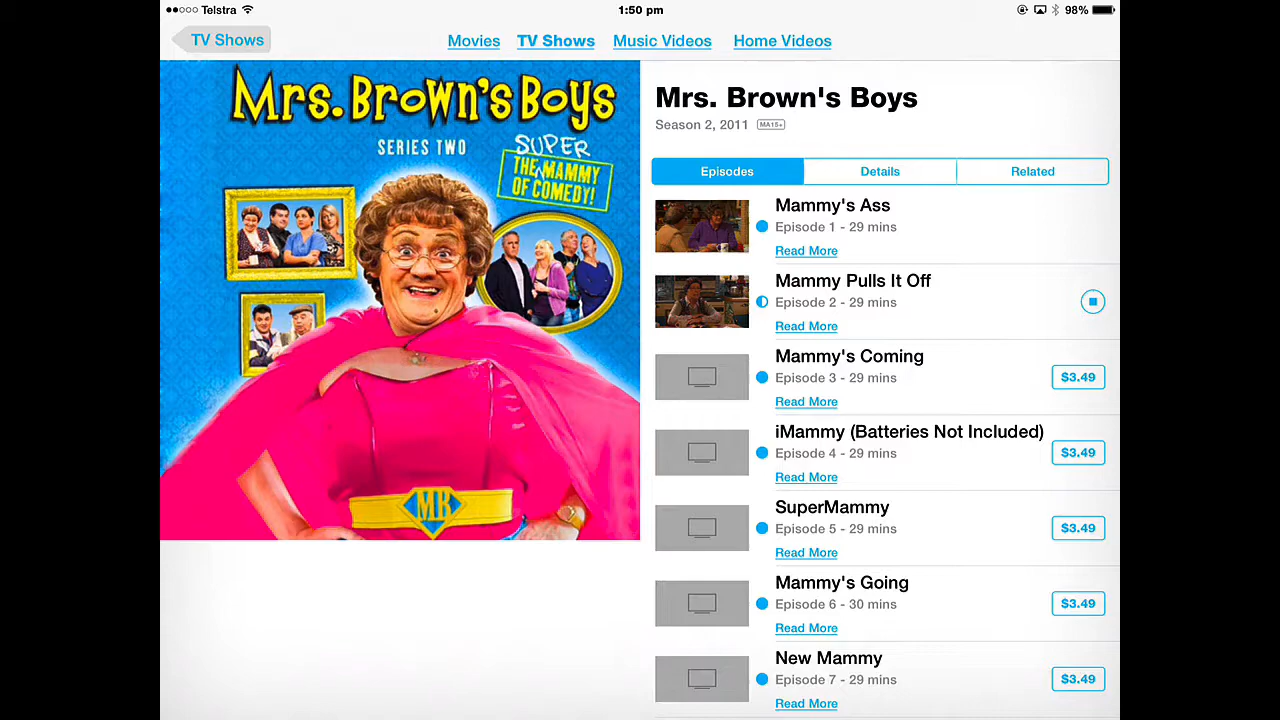 Telstra
1:50 pm
98%
TV Shows
Movies
TV Shows
Music Videos
Home Videos
MRS. BROWN'S BOYS
SERIES TWO
SUPER
THE MAMMY
OF COMEDY!
MB
Mrs. Brown's Boys
Season 2, 2011 MA15+
Episodes
Details
Related
Mammy's Ass
Episode 1 - 29 mins
Read More
Mammy Pulls It Off
Episode 2 - 29 mins
Read More
Mammy's Coming
Episode 3 - 29 mins
$3.49
Read More
iMammy (Batteries Not Included)
Episode 4 - 29 mins
$3.49
Read More
SuperMammy
Episode 5 - 29 mins
$3.49
Read More
Mammy's Going
Episode 6 - 30 mins
$3.49
Read More
New Mammy
Episode 7 - 29 mins
$3.49
Read More